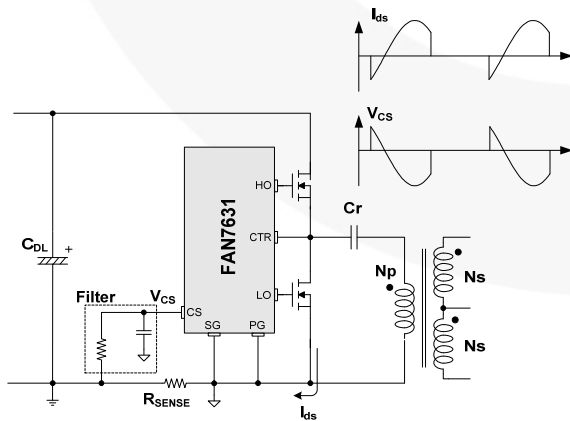 Ids
VCS
FAN7631
HO
CTR
LO
CS
SG
PG
CDL
+
Filter
VCS
RSENSE
Cr
Np
Ns
Ns
Ids